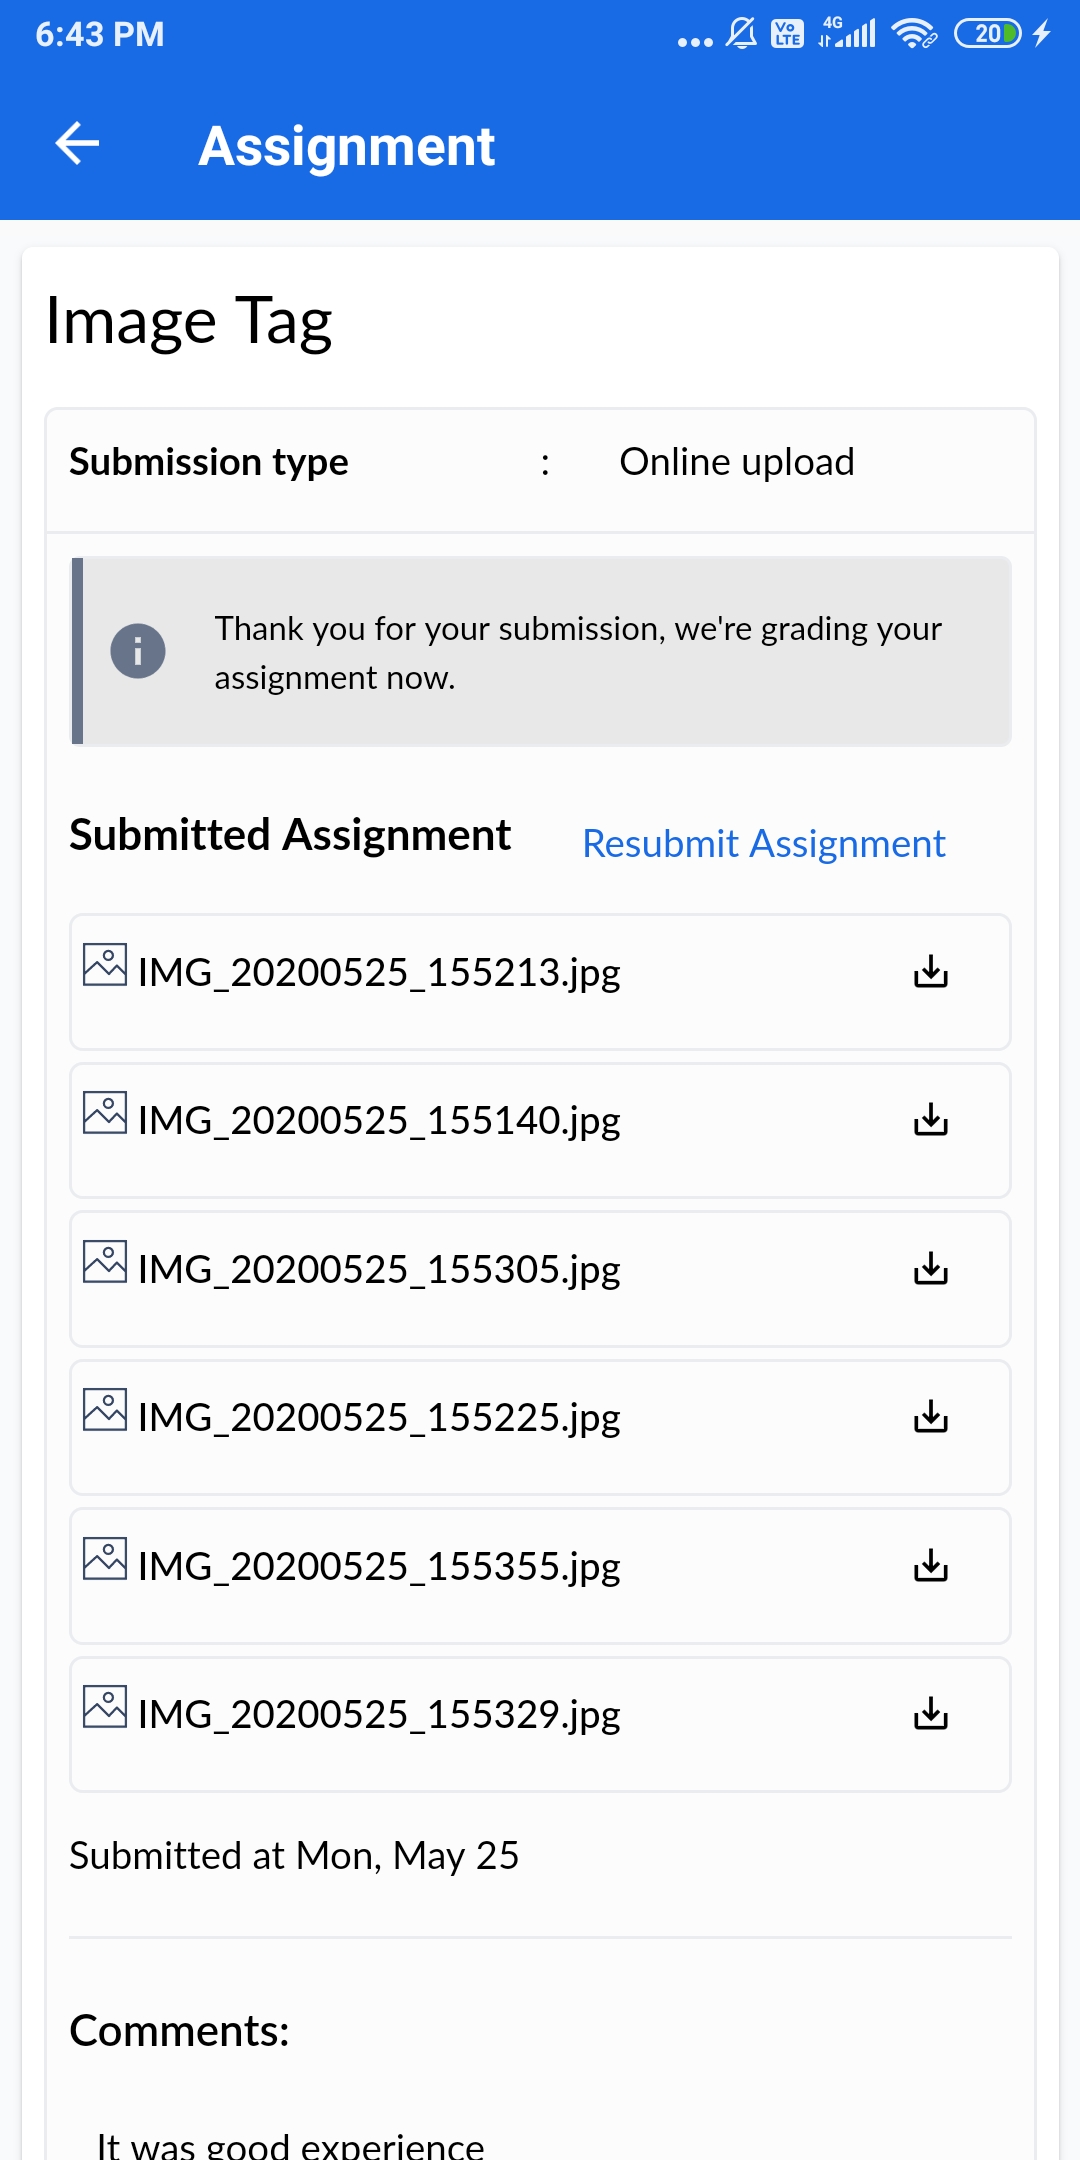 6:43 PM
Vo LTE
4G
20
Assignment
Image Tag
Submission type : Online upload
Thank you for your submission, we're grading your
assignment now.
Submitted Assignment
Resubmit Assignment
IMG_20200525_155213.jpg
IMG_20200525_155140.jpg
IMG_20200525_155305.jpg
IMG_20200525_155225.jpg
IMG_20200525_155355.jpg
IMG_20200525_155329.jpg
Submitted at Mon, May 25
Comments:
It was good experience